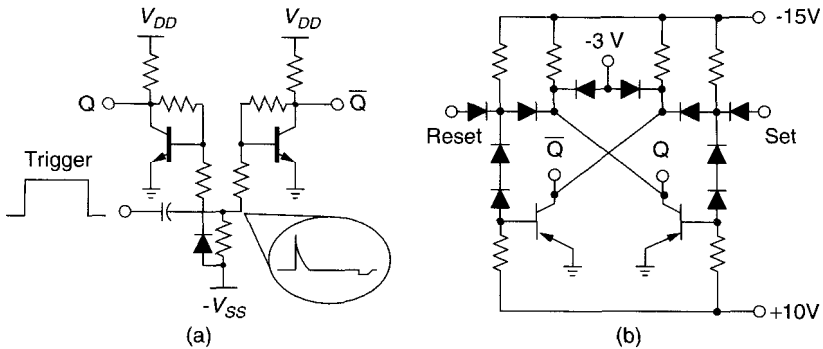 V_DD
V_DD
Q
Q̅
Trigger
-V_SS
(a)
-15V
-3 V
Reset
Set
Q̅
Q
+10V
(b)